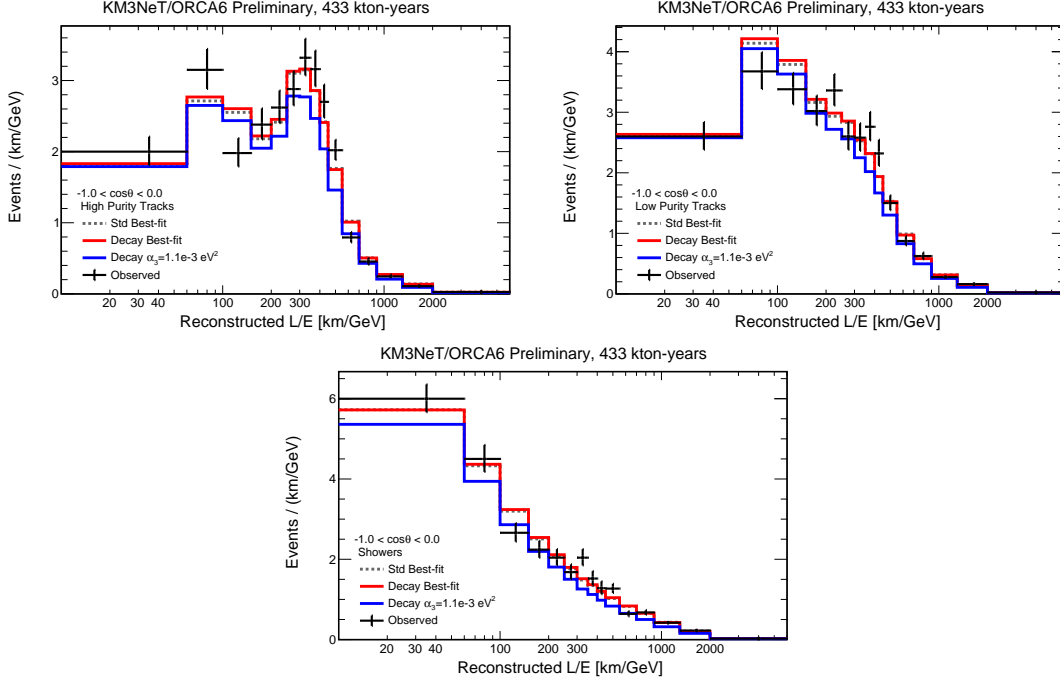 KM3NeT/ORCA6 Preliminary, 433 kton-years
Events / (km/GeV)
3
2
1
0
-1.0 < cosθ < 0.0
High Purity Tracks
Std Best-fit
Decay Best-fit
Decay α₃=1.1e-3 eV²
Observed
20 30 40 100 200 300 1000 2000
Reconstructed L/E [km/GeV]
KM3NeT/ORCA6 Preliminary, 433 kton-years
Events / (km/GeV)
4
3
2
1
0
-1.0 < cosθ < 0.0
Low Purity Tracks
Std Best-fit
Decay Best-fit
Decay α₃=1.1e-3 eV²
Observed
20 30 40 100 200 300 1000 2000
Reconstructed L/E [km/GeV]
KM3NeT/ORCA6 Preliminary, 433 kton-years
Events / (km/GeV)
6
4
2
0
-1.0 < cosθ < 0.0
Showers
Std Best-fit
Decay Best-fit
Decay α₃=1.1e-3 eV²
Observed
20 30 40 100 200 300 1000 2000
Reconstructed L/E [km/GeV]